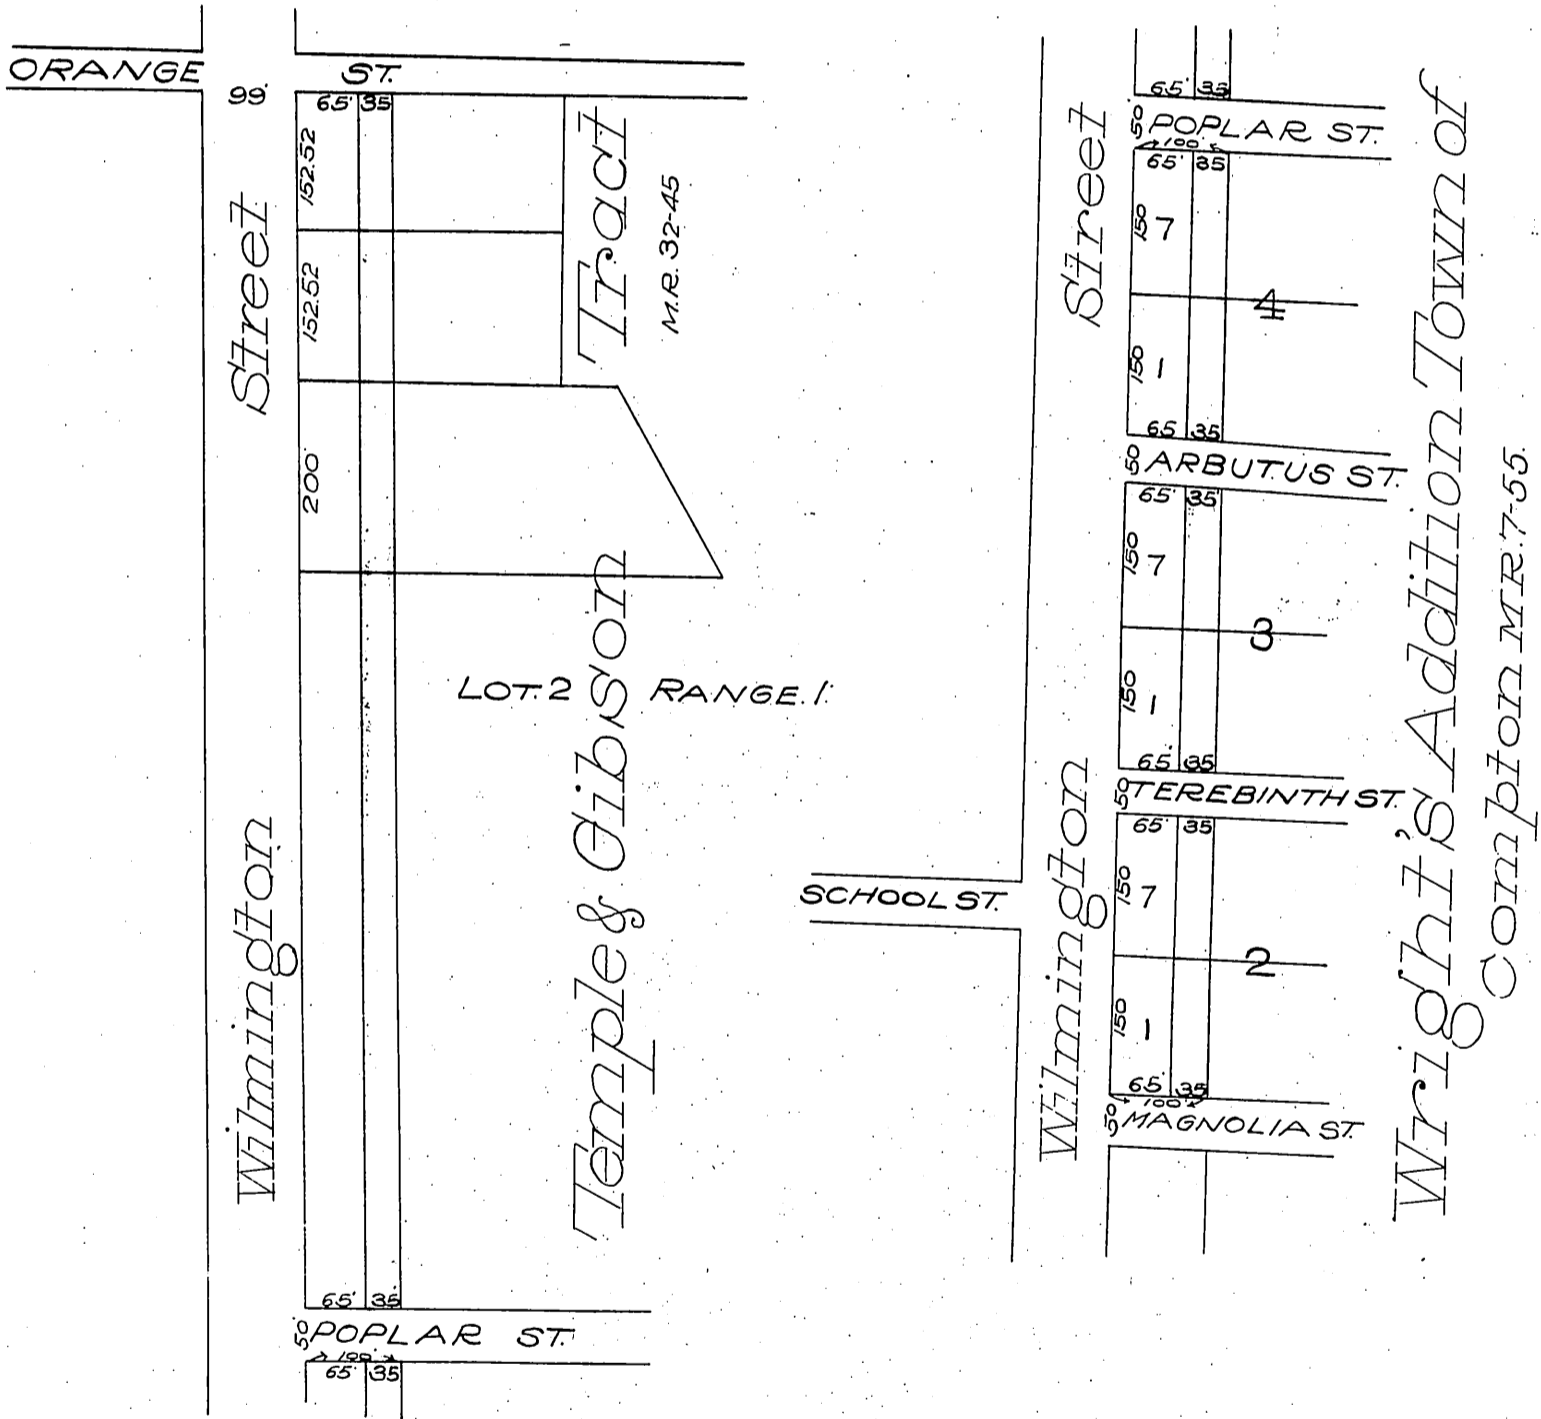 ORANGE ST.
99'
65' 35
152.52
152.52
200'
Wilmington Street
Temple & Gibson Tract
M.R. 32-45
LOT. 2 RANGE. 1.
65' 35'
50 POPLAR ST.
100'
65' 35
65' 35
50' POPLAR ST.
100'
65' 35
150 7
4
150 1
65 35
50 ARBUTUS ST.
65' 35'
150 7
3
150 1
65' 35
50 TEREBINTH ST.
65' 35
150 7
2
150 1
65' 35
100'
50 MAGNOLIA ST.
SCHOOL ST.
Wilmington Street
Wright's Addition Town of
Compton M.R. 7-55.